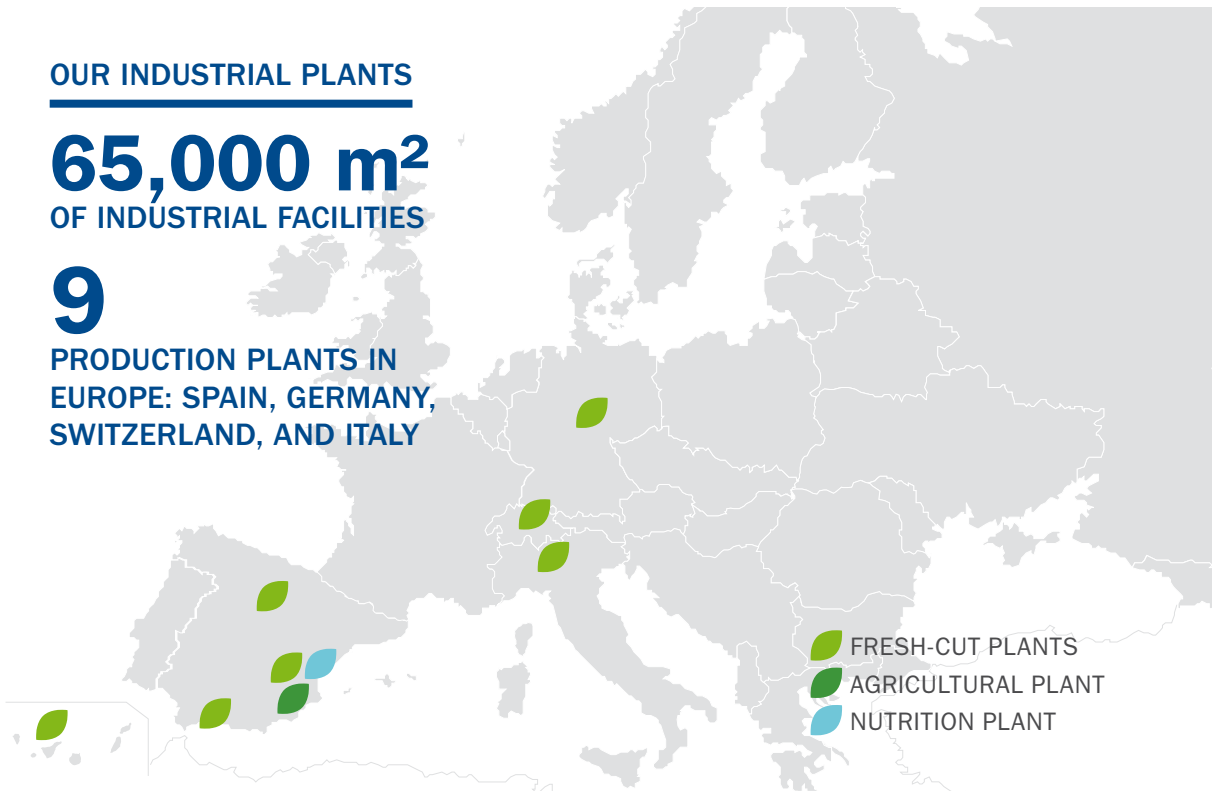 OUR INDUSTRIAL PLANTS
65,000 m²
OF INDUSTRIAL FACILITIES
9
PRODUCTION PLANTS IN
EUROPE: SPAIN, GERMANY,
SWITZERLAND, AND ITALY
FRESH-CUT PLANTS
AGRICULTURAL PLANT
NUTRITION PLANT